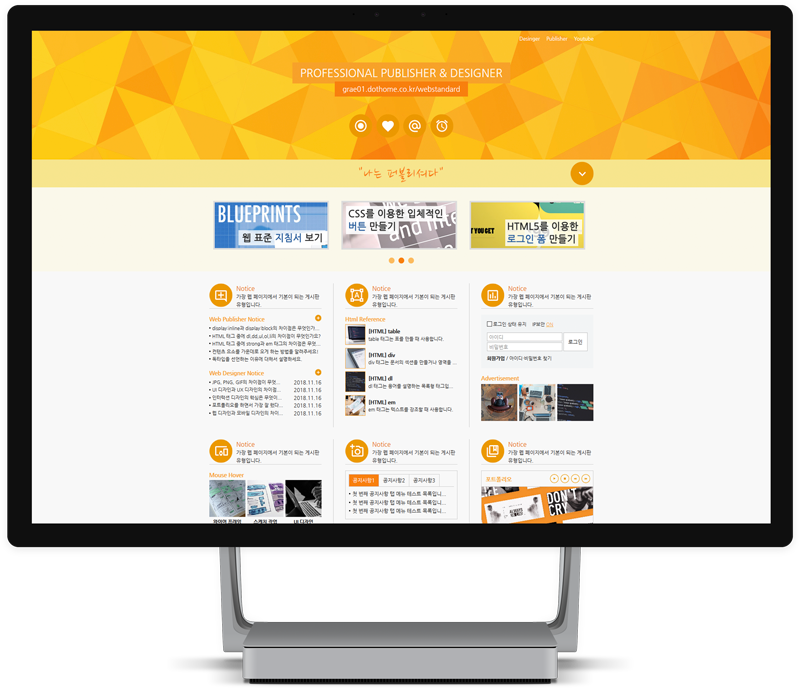 Desinger Publisher Youtube
PROFESSIONAL PUBLISHER & DESIGNER
grae01.dothome.co.kr/webstandard
"나는 퍼블리셔다"
BLUEPRINTS
웹 표준 지침서 보기
CSS를 이용한 입체적인
버튼 만들기
YOU GET
HTML5를 이용한
로그인 폼 만들기
Notice
가장 웹 페이지에서 기본이 되는 게시판
유형입니다.
Web Publisher Notice
display:inline과 display:block의 차이점은 무엇인가...
HTML 태그 중에 dl,dd,ul,ol,li의 차이점이 무엇인가요?
HTML 태그 중에 strong과 em 태그의 차이점은 무엇...
컨텐츠 요소를 가운데로 오게 하는 방법을 알려주세요!
독타입을 선언하는 이유에 대해서 설명하세요.
Web Designer Notice
JPG, PNG, GIF의 차이점이 무엇... 2018.11.16
UI 디자인과 UX 디자인의 차이점... 2018.11.16
인터랙션 디자인의 핵심은 무엇이... 2018.11.16
포트폴리오를 하면서 가장 잘 된다... 2018.11.16
웹 디자인과 모바일 디자인의 차이... 2018.11.16
Notice
가장 웹 페이지에서 기본이 되는 게시판
유형입니다.
Html Reference
[HTML] table
table 태그는 표를 만들 때 사용합니다.
[HTML] div
div 태그는 문서의 섹션을 만들거나 영역을 ...
[HTML] dl
dl 태그는 용어를 설명하는 목록형 태그입...
[HTML] em
em 태그는 텍스트를 강조할 때 사용합니다.
Notice
가장 웹 페이지에서 기본이 되는 게시판
유형입니다.
로그인 상태 유지 IP보안 ON
아이디
비밀번호
로그인
회원가입 / 아이디 비밀번호 찾기
Advertisement
Notice
가장 웹 페이지에서 기본이 되는 게시판
유형입니다.
Mouse Hover
스케치 작업
UI 디자인
Notice
가장 웹 페이지에서 기본이 되는 게시판
유형입니다.
공지사항1 공지사항2 공지사항3
첫 번째 공지사항 탭 메뉴 테스트 목록입니...
첫 번째 공지사항 탭 메뉴 테스트 목록입니...
첫 번째 공지사항 탭 메뉴 테스트 목록입니...
Notice
가장 웹 페이지에서 기본이 되는 게시판
유형입니다.
포트폴리오
DON'T
CRY